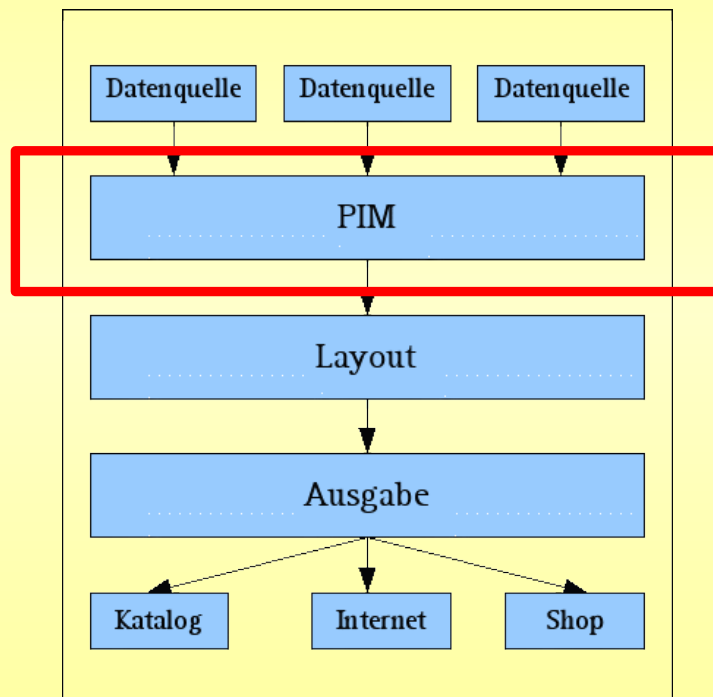 Datenquelle Datenquelle Datenquelle
PIM
Layout
Ausgabe
Katalog Internet Shop